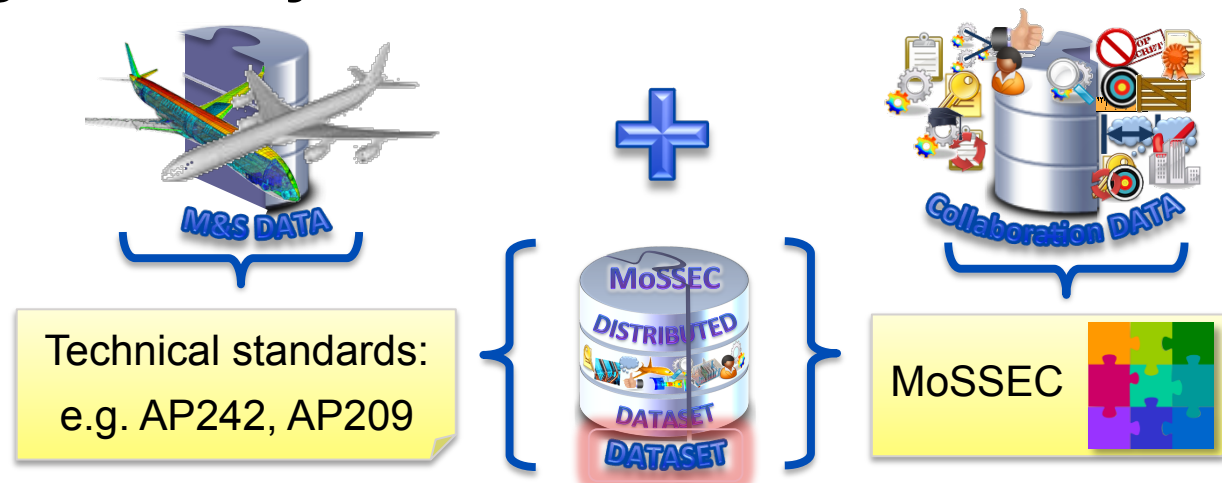 M&S DATA
Collaboration DATA
Technical standards:
e.g. AP242, AP209
MoSSEC
DISTRIBUTED
DATASET
DATASET
MoSSEC